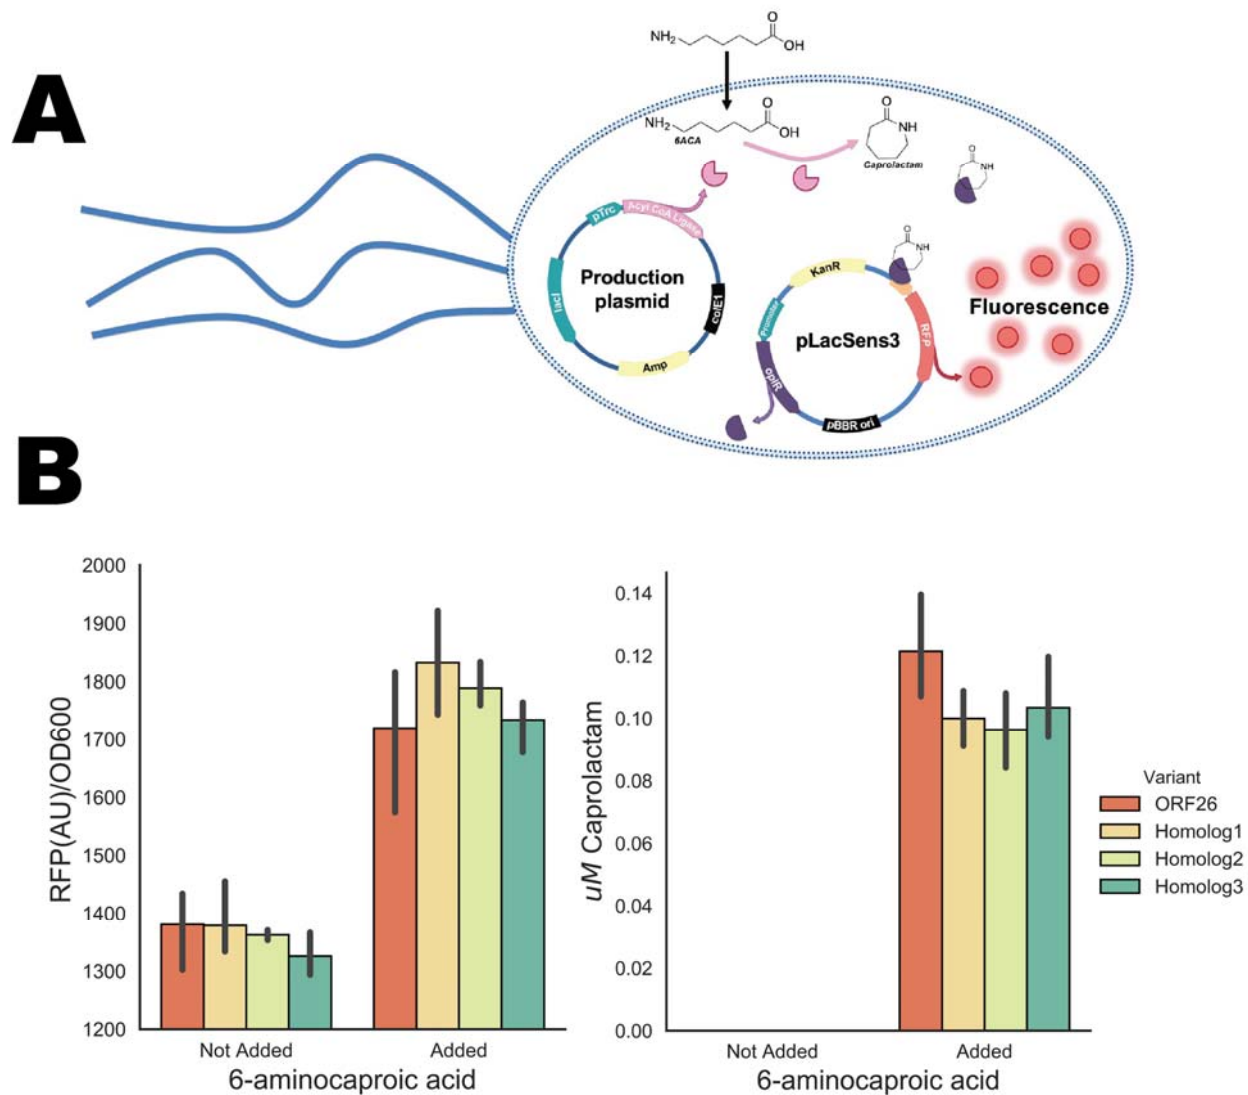 A
NH₂
O
OH
NH₂
O
OH
6ACA
O
NH
Caprolactam
O
NH
pTrc
Acyl CoA Ligase
lacI
Production
plasmid
colE1
Amp
O
NH
KanR
Promoter
pLacSens3
RFP
oplR
pBBR ori
Fluorescence
B
2000
1900
1800
1700
1600
1500
1400
1300
1200
RFP(AU)/OD600
Not Added
Added
6-aminocaproic acid
0.14
0.12
0.10
0.08
0.06
0.04
0.02
0.00
uM Caprolactam
Not Added
Added
6-aminocaproic acid
Variant
ORF26
Homolog1
Homolog2
Homolog3